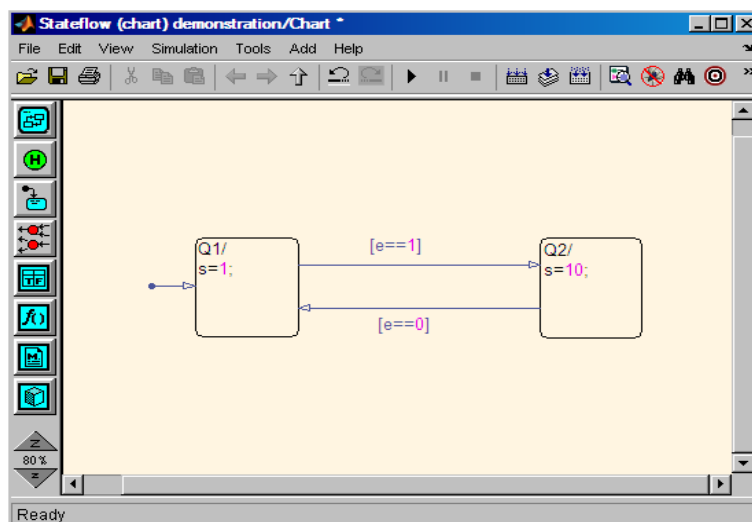 Stateflow (chart) demonstration/Chart *
File Edit View Simulation Tools Add Help
»
H
TF
f()
M
[e==1]
Q1/
s=1;
Q2/
s=10;
[e==0]
Z
80%
Z
Ready